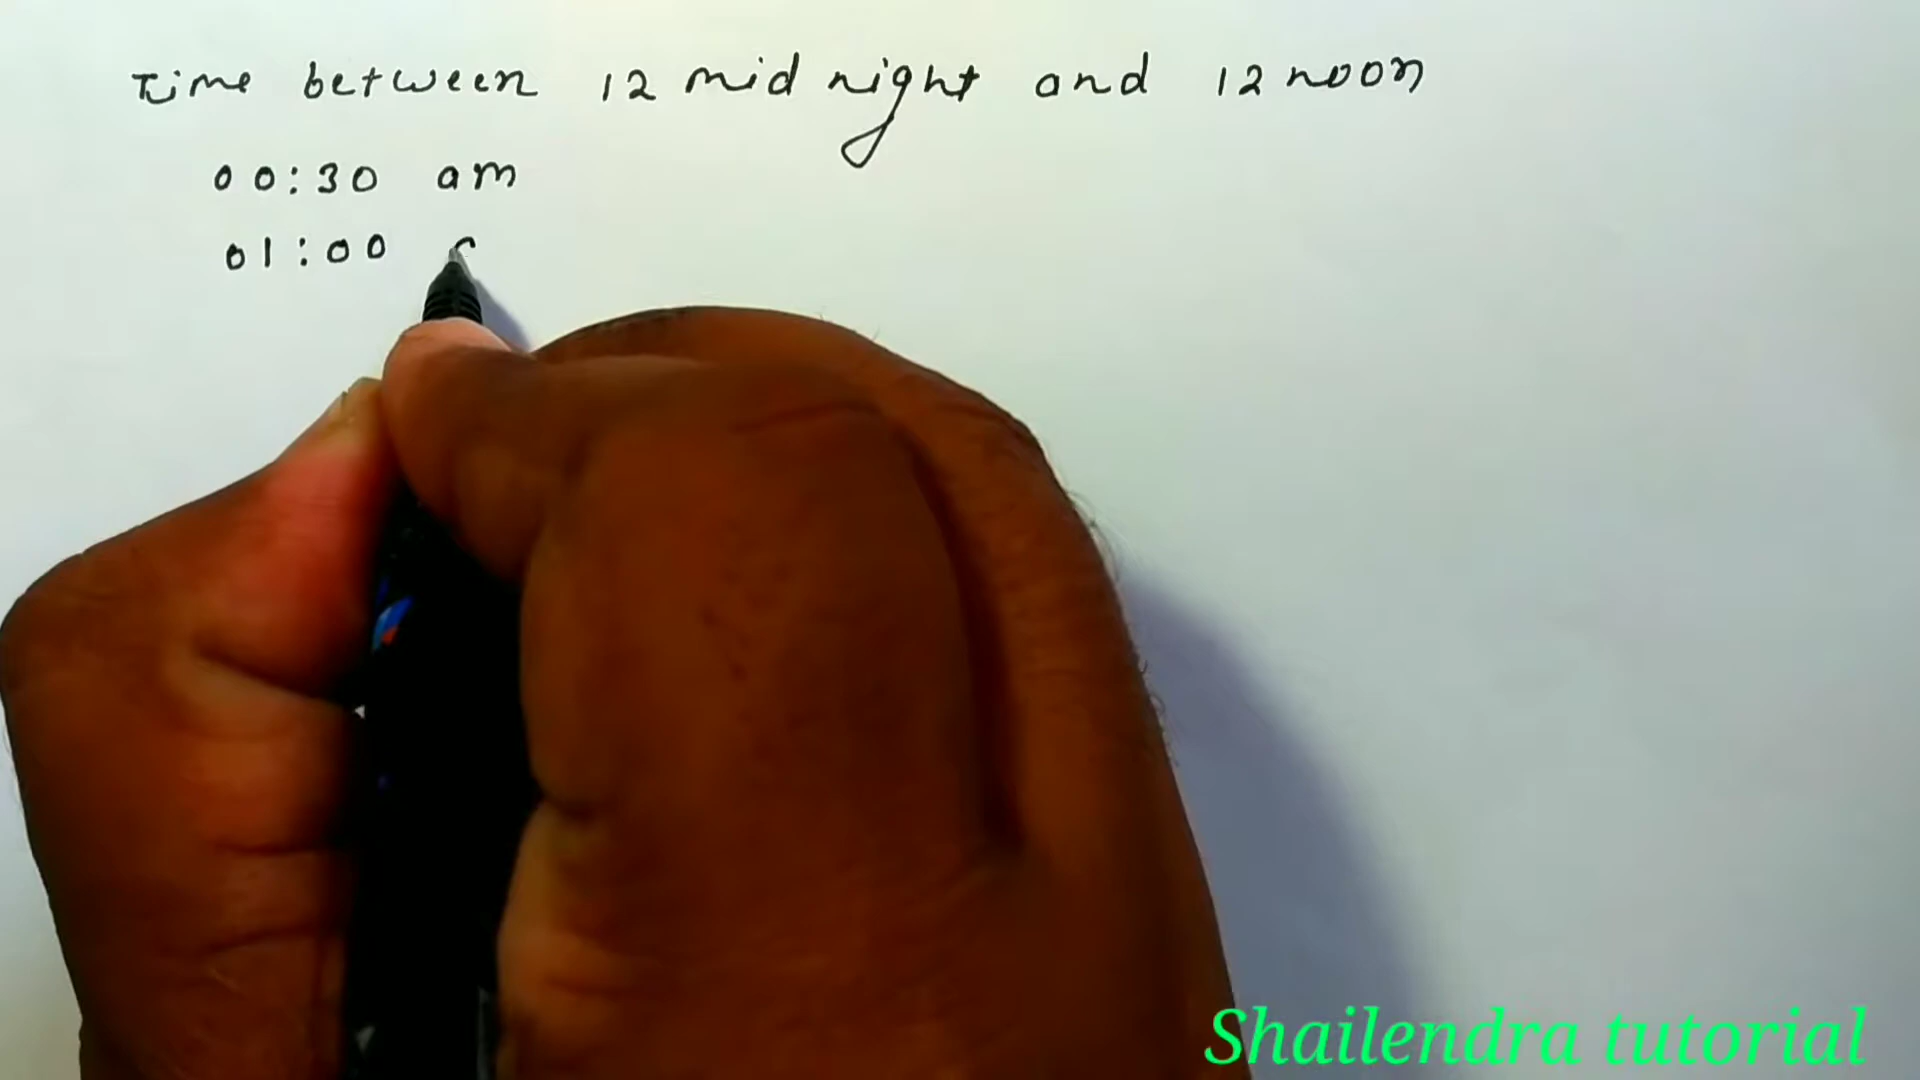 Time between 12 mid night and 12 noon
00:30 am
01:00
Shailendra tutorial